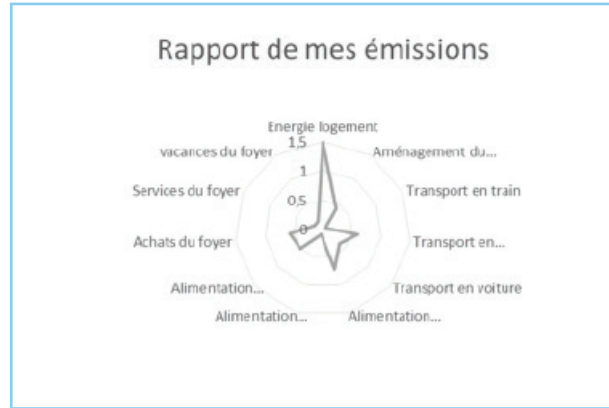 Rapport de mes émissions
Energie logement
vacances du foyer
Aménagement du...
Services du foyer
Transport en train
Achats du foyer
Transport en...
Alimentation...
Transport en voiture
Alimentation...
Alimentation...
1,5
1
0,5
0